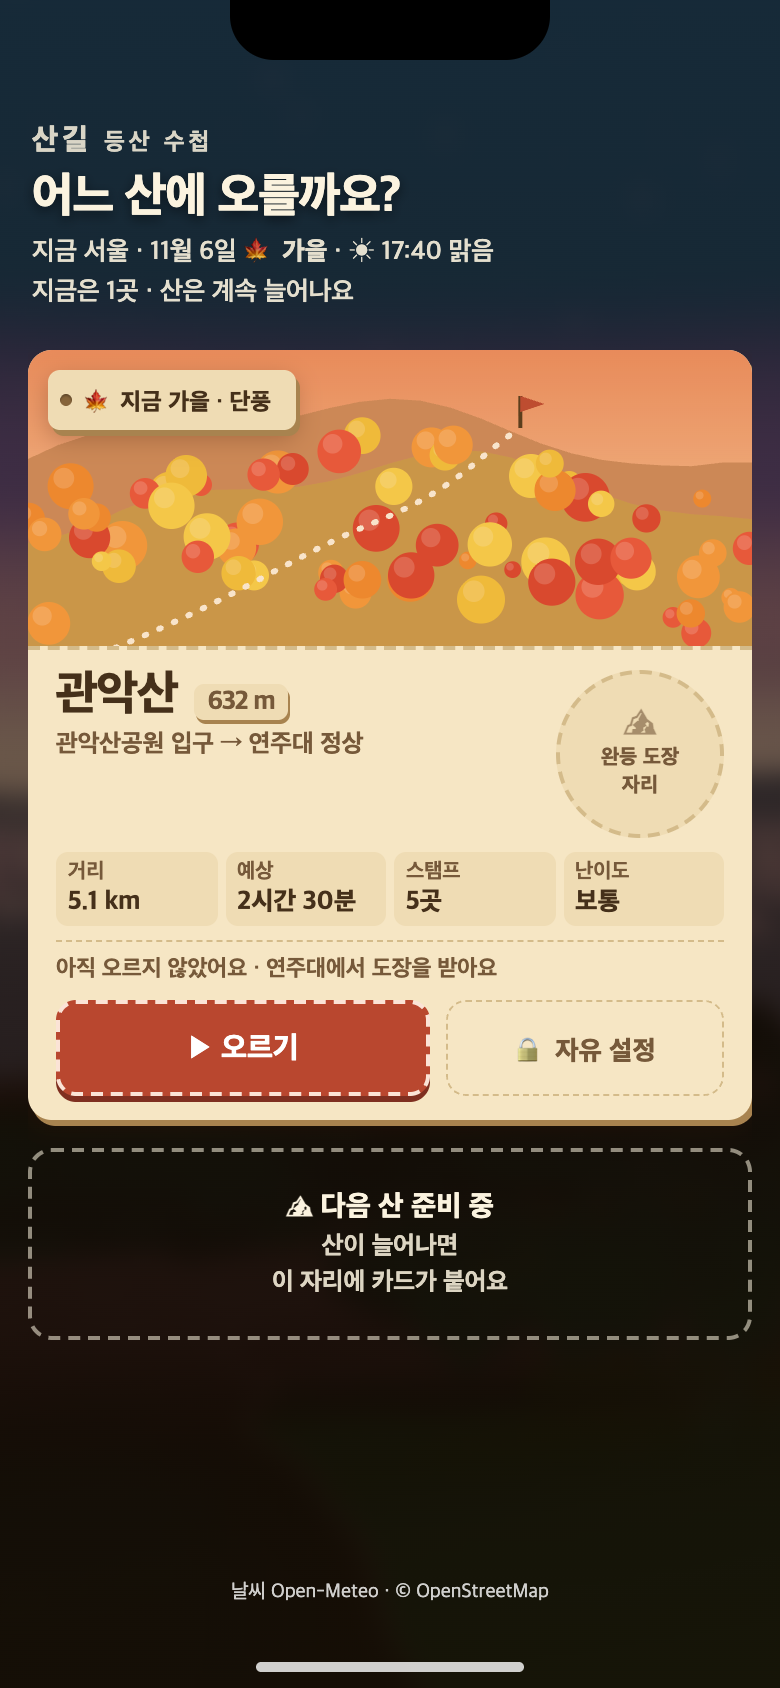 산길 등산 수첩
어느 산에 오를까요?
지금 서울 · 11월 6일 🍁 가을 · ☀ 17:40 맑음
지금은 1곳 · 산은 계속 늘어나요
🍁 지금 가을 · 단풍
관악산 632 m
관악산공원 입구 → 연주대 정상
완등 도장
자리
거리
5.1 km
예상
2시간 30분
스탬프
5곳
난이도
보통
아직 오르지 않았어요 · 연주대에서 도장을 받아요
▶ 오르기
🔒 자유 설정
다음 산 준비 중
산이 늘어나면
이 자리에 카드가 붙어요
날씨 Open-Meteo · © OpenStreetMap